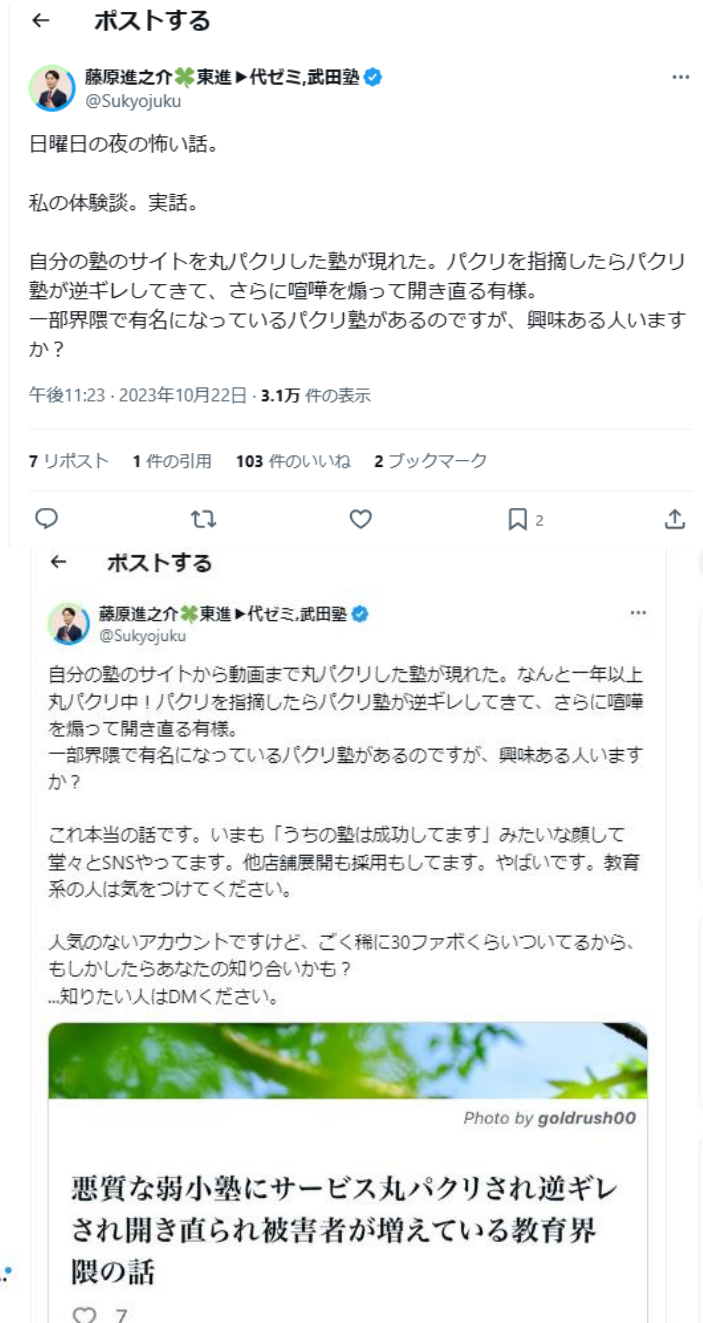 ← ポストする
藤原進之介🍀東進▶代ゼミ,武田塾
@Sukyojuku
日曜日の夜の怖い話。
私の体験談。実話。
自分の塾のサイトを丸パクリした塾が現れた。パクリを指摘したらパクリ
塾が逆ギレしてきて、さらに喧嘩を煽って開き直る有様。
一部界隈で有名になっているパクリ塾があるのですが、興味ある人います
か？
午後11:23 · 2023年10月22日 · 3.1万 件の表示
7 リポスト 1 件の引用 103 件のいいね 2 ブックマーク
2
← ポストする
藤原進之介🍀東進▶代ゼミ,武田塾
@Sukyojuku
自分の塾のサイトから動画まで丸パクリした塾が現れた。なんと一年以上
丸パクリ中！パクリを指摘したらパクリ塾が逆ギレしてきて、さらに喧嘩
を煽って開き直る有様。
一部界隈で有名になっているパクリ塾があるのですが、興味ある人います
か？
これ本当の話です。いまも「うちの塾は成功してます」みたいな顔して
堂々とSNSやってます。他店舗展開も採用もしてます。やばいです。教育
系の人は気をつけてください。
人気のないアカウントですけど、ごく稀に30ファボくらいついてるから、
もしかしたらあなたの知り合いかも？
...知りたい人はDMください。
Photo by goldrush00
悪質な弱小塾にサービス丸パクリされ逆ギレ
され開き直られ被害者が増えている教育界
隈の話
7